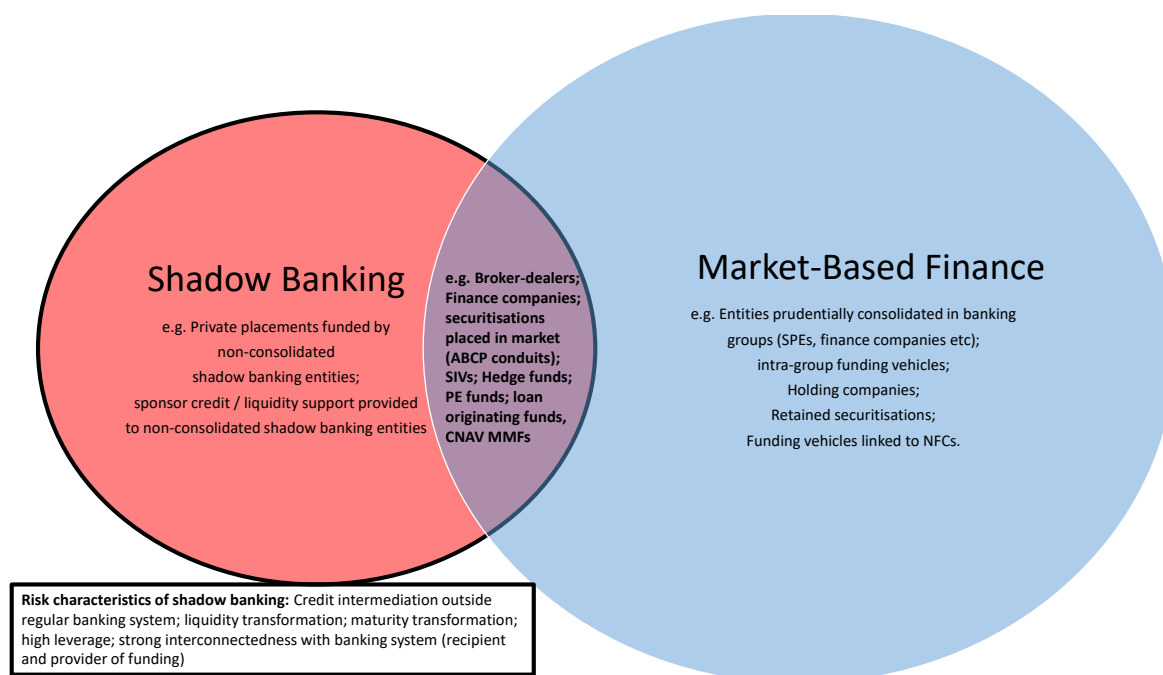 Shadow Banking
e.g. Private placements funded by
non-consolidated
shadow banking entities;
sponsor credit / liquidity support provided
to non-consolidated shadow banking entities
e.g. Broker-dealers;
Finance companies;
securitisations
placed in market
(ABCP conduits);
SIVs; Hedge funds;
PE funds; loan
originating funds,
CNAV MMFs
Market-Based Finance
e.g. Entities prudentially consolidated in banking
groups (SPEs, finance companies etc);
intra-group funding vehicles;
Holding companies;
Retained securitisations;
Funding vehicles linked to NFCs.
Risk characteristics of shadow banking: Credit intermediation outside
regular banking system; liquidity transformation; maturity transformation;
high leverage; strong interconnectedness with banking system (recipient
and provider of funding)